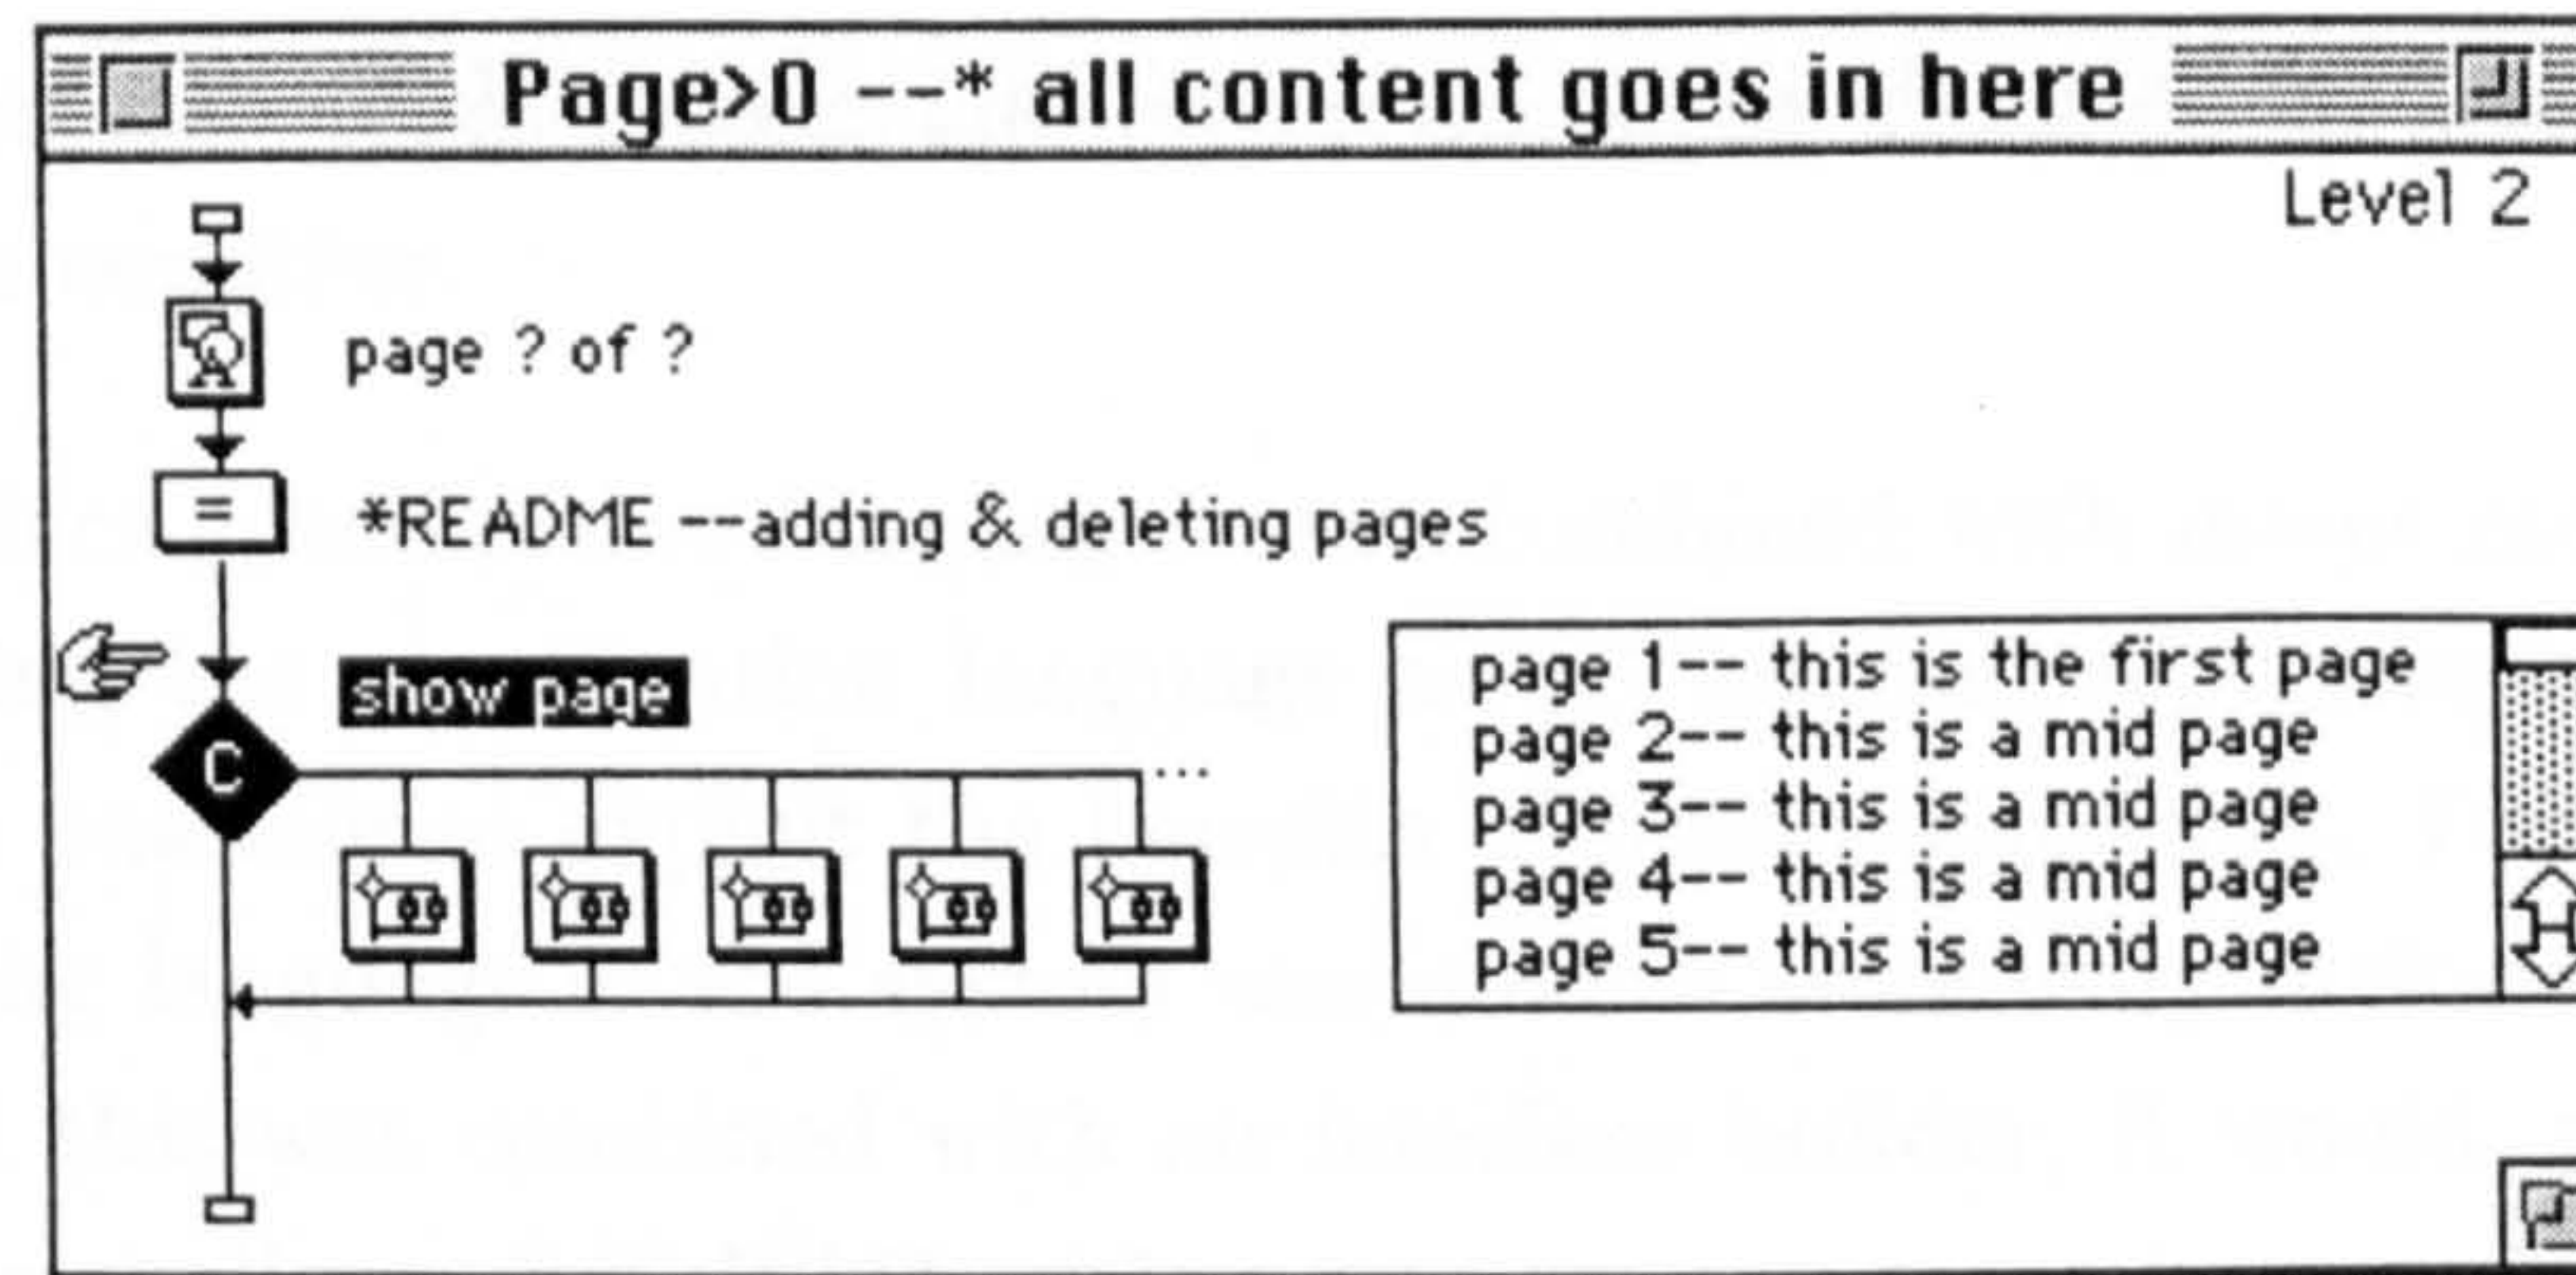 Page>0 --* all content goes in here
Level 2
page ? of ?
=
*README --adding & deleting pages
show page
C
...
page 1-- this is the first page
page 2-- this is a mid page
page 3-- this is a mid page
page 4-- this is a mid page
page 5-- this is a mid page